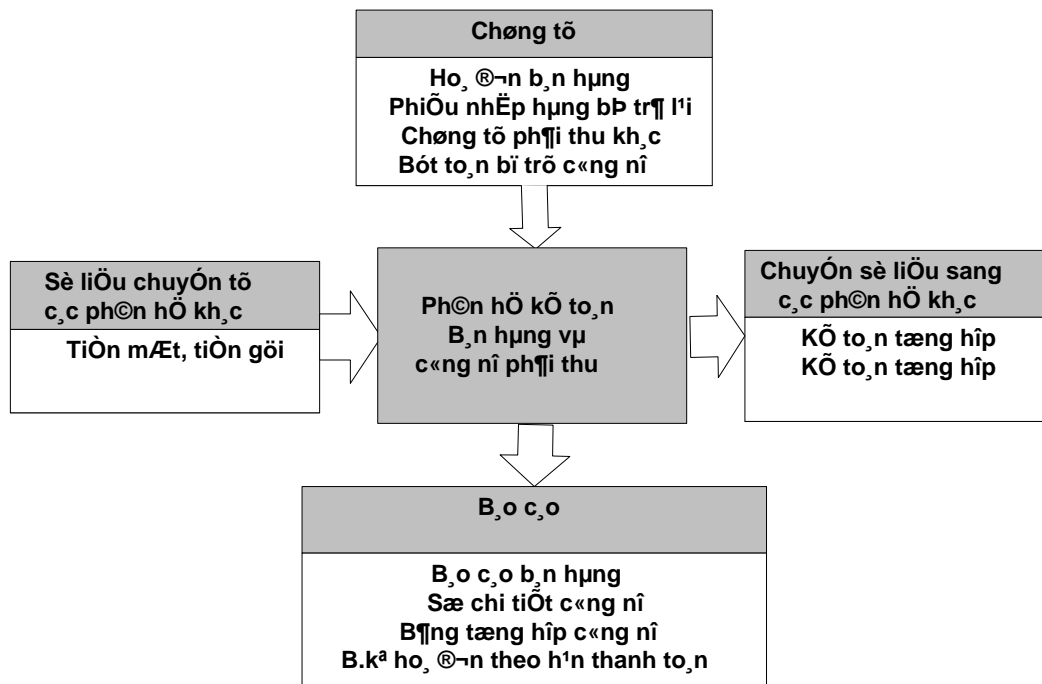 Chøng tõ
Ho¸ ®¬n b¸n hµng
PhiÕu nhËp hµng bÞ tr¶ l¹i
Chøng tõ ph¶i thu kh¸c
Bót to¸n bï trõ c«ng nî
Sè liÖu chuyÓn tõ
c¸c ph©n hÖ kh¸c
TiÒn mÆt, tiÒn göi
Ph©n hÖ kÕ to¸n
B¸n hµng vµ
c«ng nî ph¶i thu
ChuyÓn sè liÖu sang
c¸c ph©n hÖ kh¸c
KÕ to¸n tæng hîp
KÕ to¸n tæng hîp
B¸o c¸o
B¸o c¸o b¸n hµng
Sæ chi tiÕt c«ng nî
B¶ng tæng hîp c«ng nî
B.kª ho¸ ®¬n theo h¹n thanh to¸n